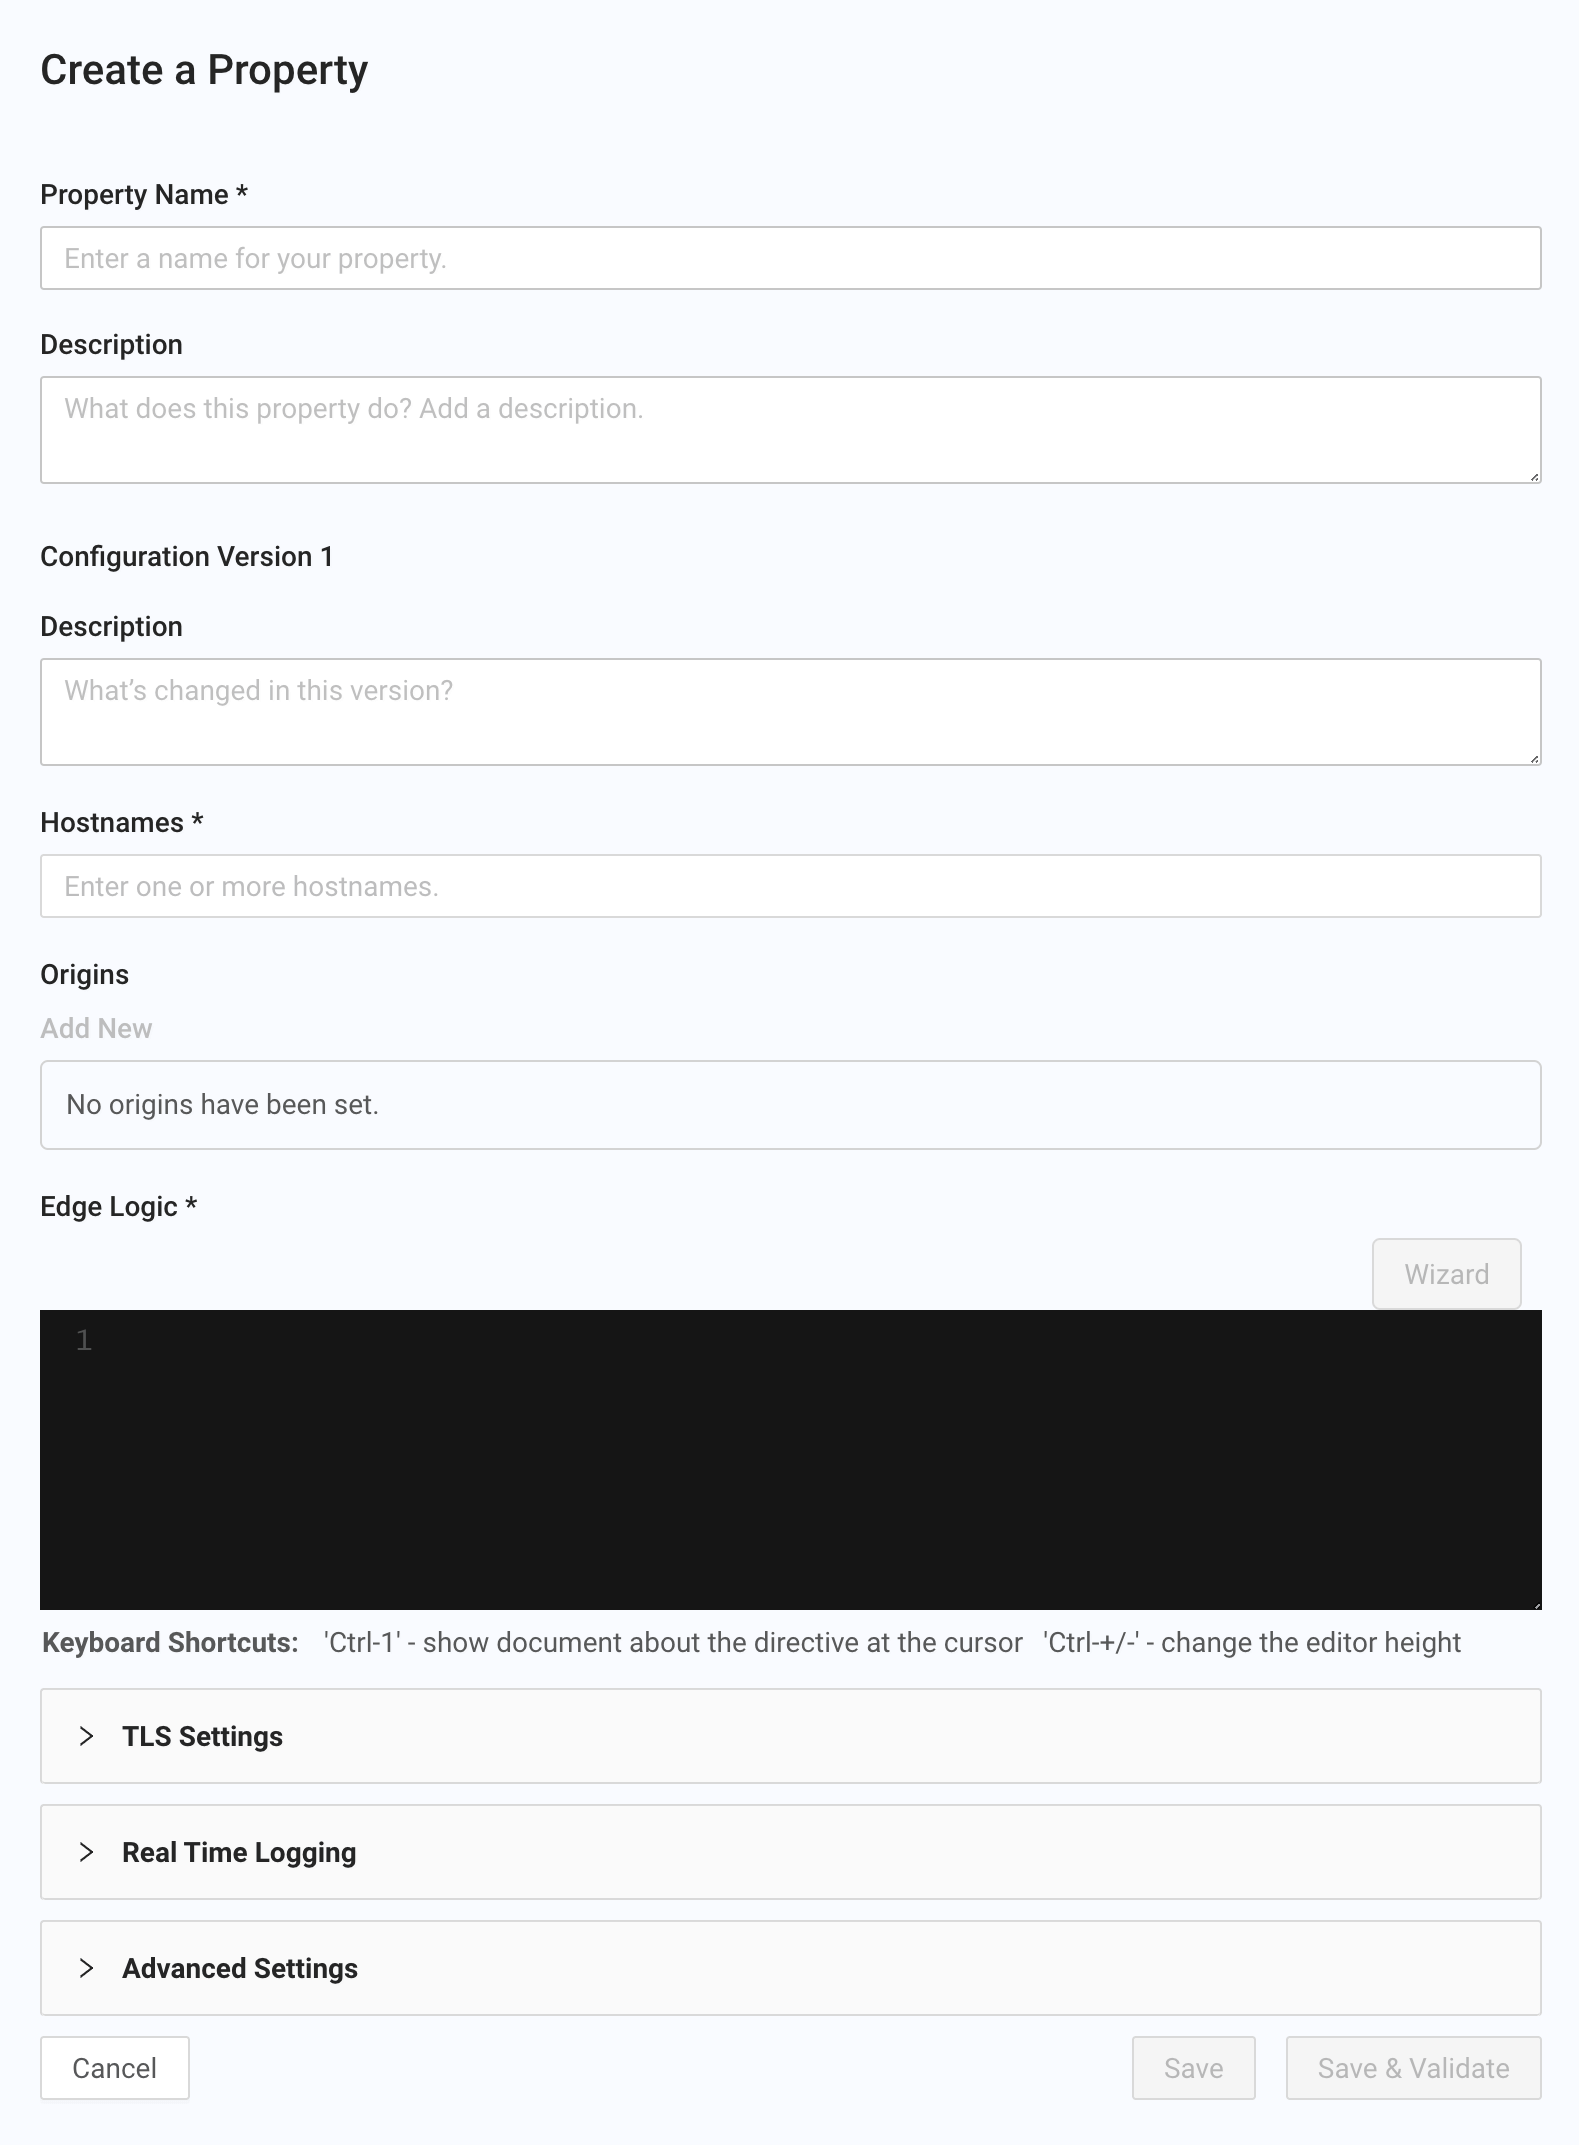 Create a Property
Property Name *
Enter a name for your property.
Description
What does this property do? Add a description.
Configuration Version 1
Description
What’s changed in this version?
Hostnames *
Enter one or more hostnames.
Origins
Add New
No origins have been set.
Edge Logic *
Wizard
1
Keyboard Shortcuts: 'Ctrl-1' - show document about the directive at the cursor 'Ctrl-+/-' - change the editor height
TLS Settings
Real Time Logging
Advanced Settings
Cancel Save Save & Validate